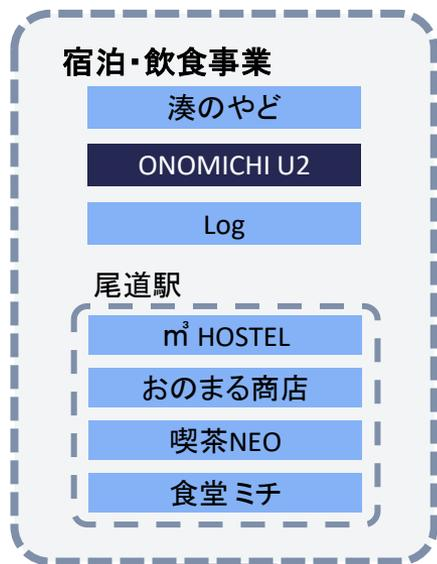 宿泊・飲食事業
湊のやど
ONOMICHI U2
Log
尾道駅
㎥ HOSTEL
おのまる商店
喫茶NEO
食堂 ミチ